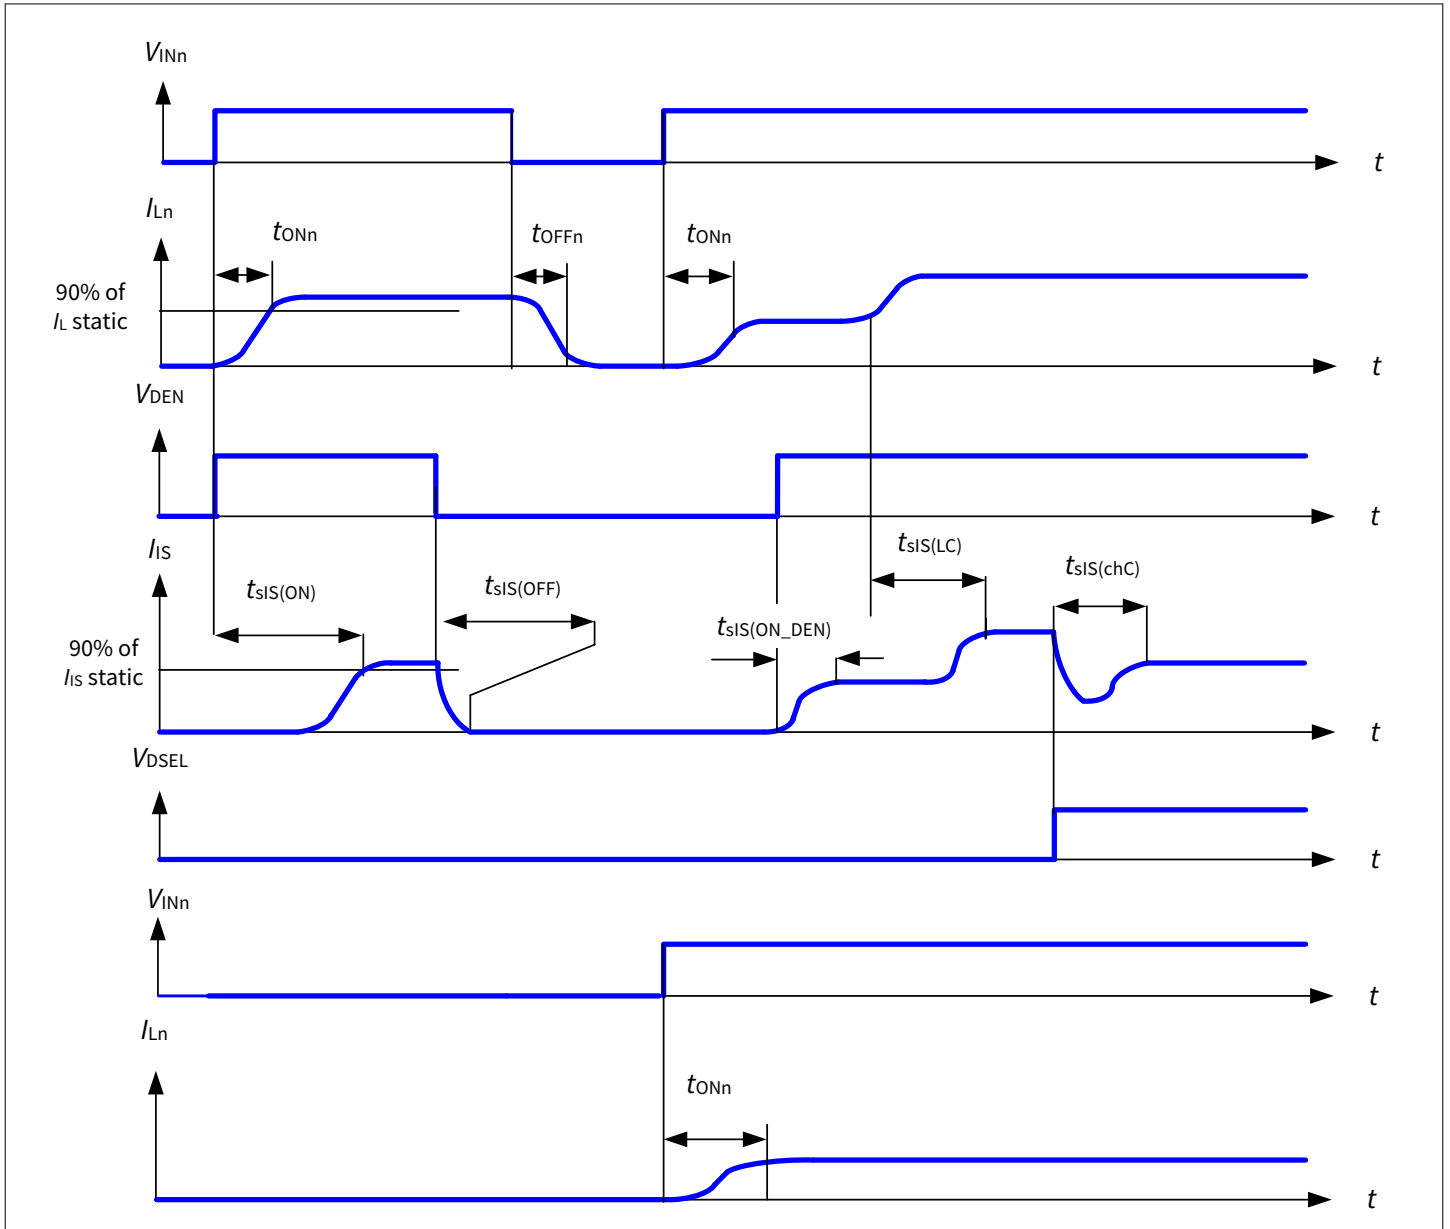 VINn
t
ILn
tONn
tOFFn
tONn
90% of
IL static
t
VDEN
t
IIS
tsIS(ON)
tsIS(OFF)
tsIS(LC)
tsIS(chC)
tsIS(ON_DEN)
90% of
IIS static
t
VDSEL
t
VINn
t
ILn
tONn
t